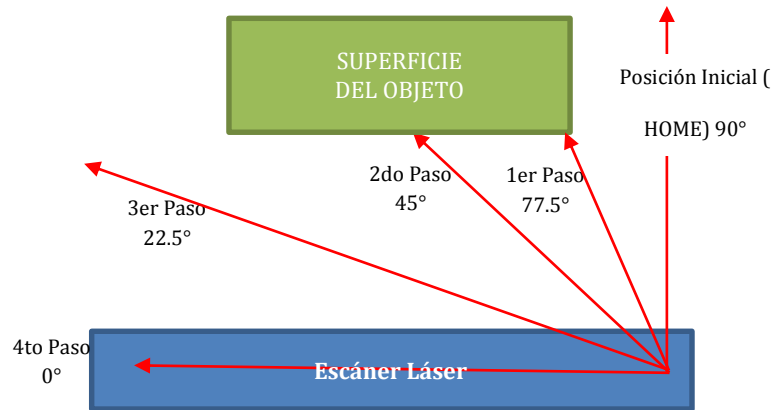 SUPERFICIE
DEL OBJETO
Posición Inicial (
HOME) 90°
2do Paso
45°
1er Paso
77.5°
3er Paso
22.5°
4to Paso
0°
Escáner Láser